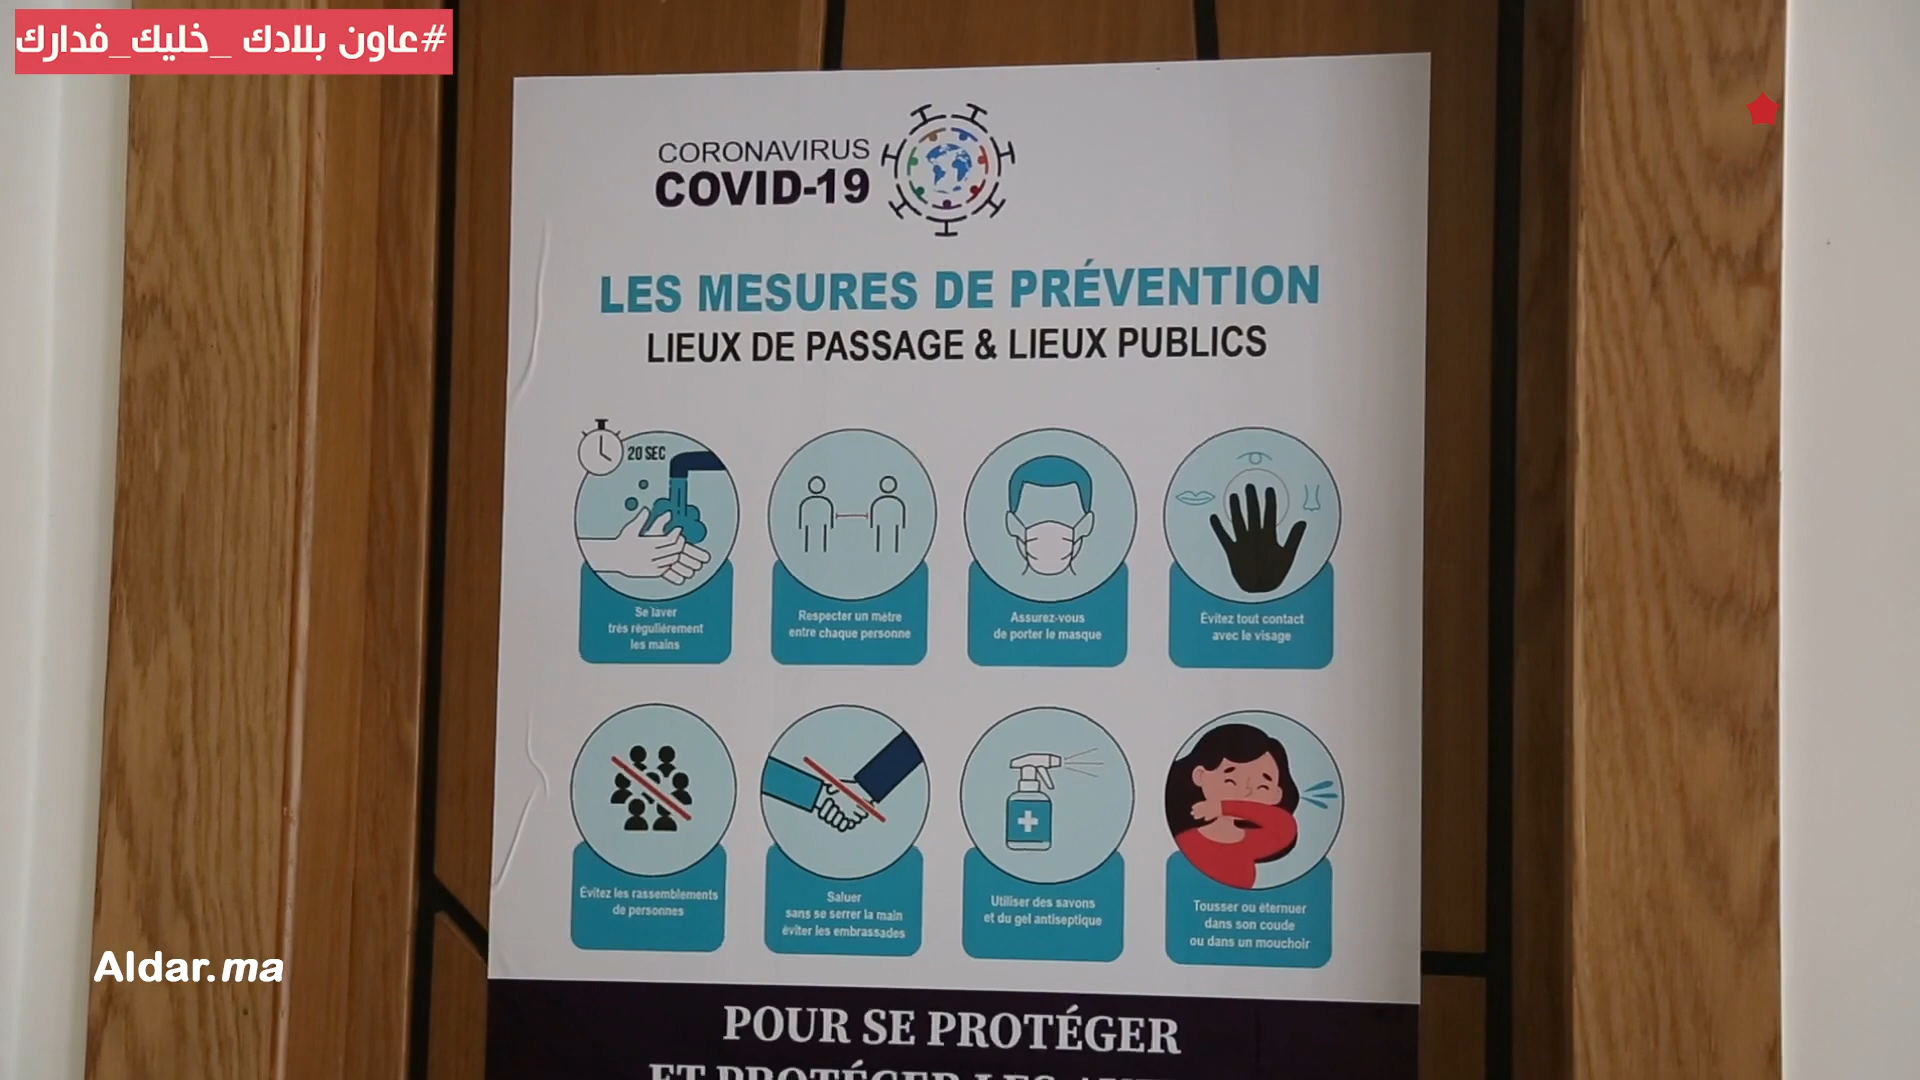 #عاون بلادك _خليك_فدارك
CORONAVIRUS
COVID-19
LES MESURES DE PRÉVENTION
LIEUX DE PASSAGE & LIEUX PUBLICS
20 SEC
Se laver
très régulièrement
les mains
Respecter un mètre
entre chaque personne
Assurez-vous
de porter le masque
Évitez tout contact
avec le visage
Évitez les rassemblements
de personnes
Saluer
sans se serrer la main
éviter les embrassades
Utiliser des savons
et du gel antiseptique
Tousser ou éternuer
dans son coude
ou dans un mouchoir
Aldar.ma
POUR SE PROTÉGER
ET PROTÉGER LES